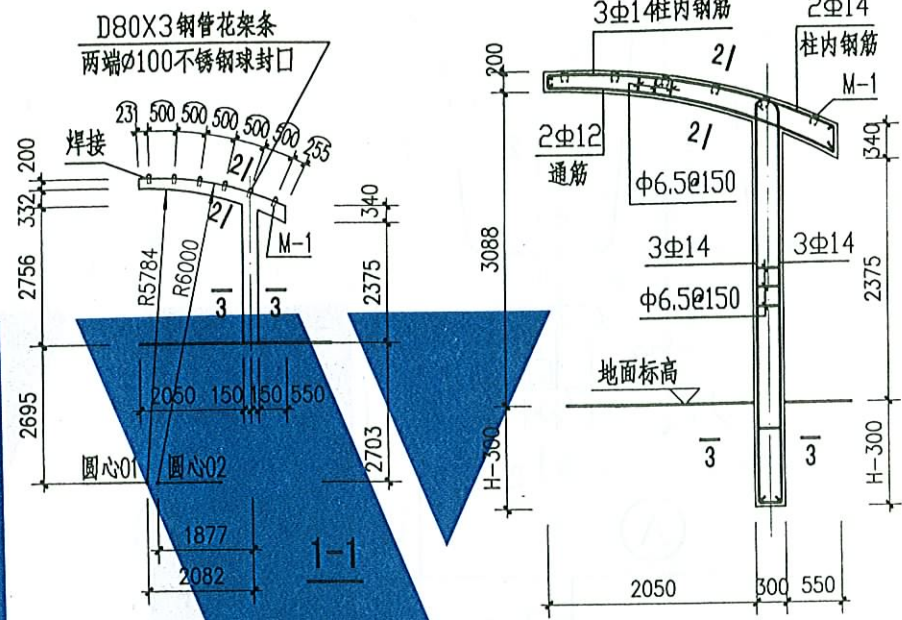 D80X3钢管花架条
两端Ø100不锈钢球封口
23 500 500 500 500 500 255
焊接
200
332
2756
2695
2/
2/
340
M-1
2375
2703
R5784
R6000
3 3
2050 150 150 550
圆心01 圆心02
1877
2082
1-1
3Φ14柱内钢筋
2Φ14
柱内钢筋
200
2/
M-1
2Φ12
通筋
2/
ϕ6.5@150
340
3088
3Φ14 3Φ14
ϕ6.5@150
2375
地面标高
H-300
3 3
H-300
2050 300 550